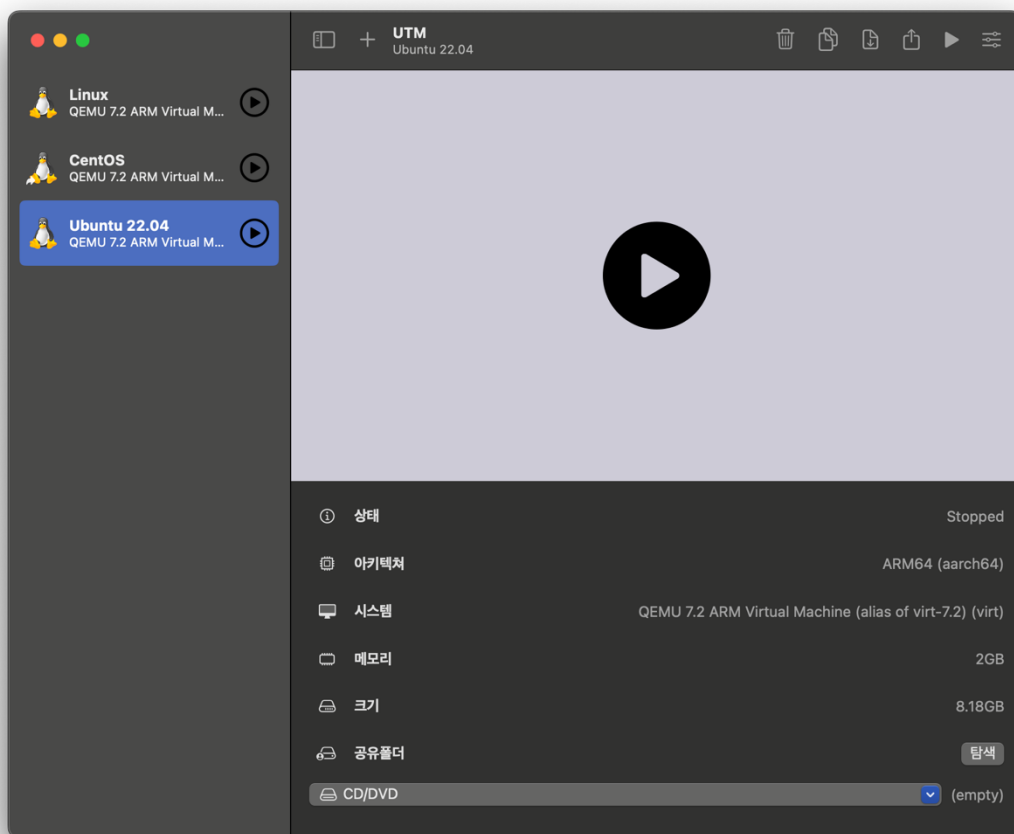 UTM
Ubuntu 22.04
Linux
QEMU 7.2 ARM Virtual M...
CentOS
QEMU 7.2 ARM Virtual M...
Ubuntu 22.04
QEMU 7.2 ARM Virtual M...
상태 Stopped
아키텍쳐 ARM64 (aarch64)
시스템 QEMU 7.2 ARM Virtual Machine (alias of virt-7.2) (virt)
메모리 2GB
크기 8.18GB
공유폴더 탐색
CD/DVD (empty)